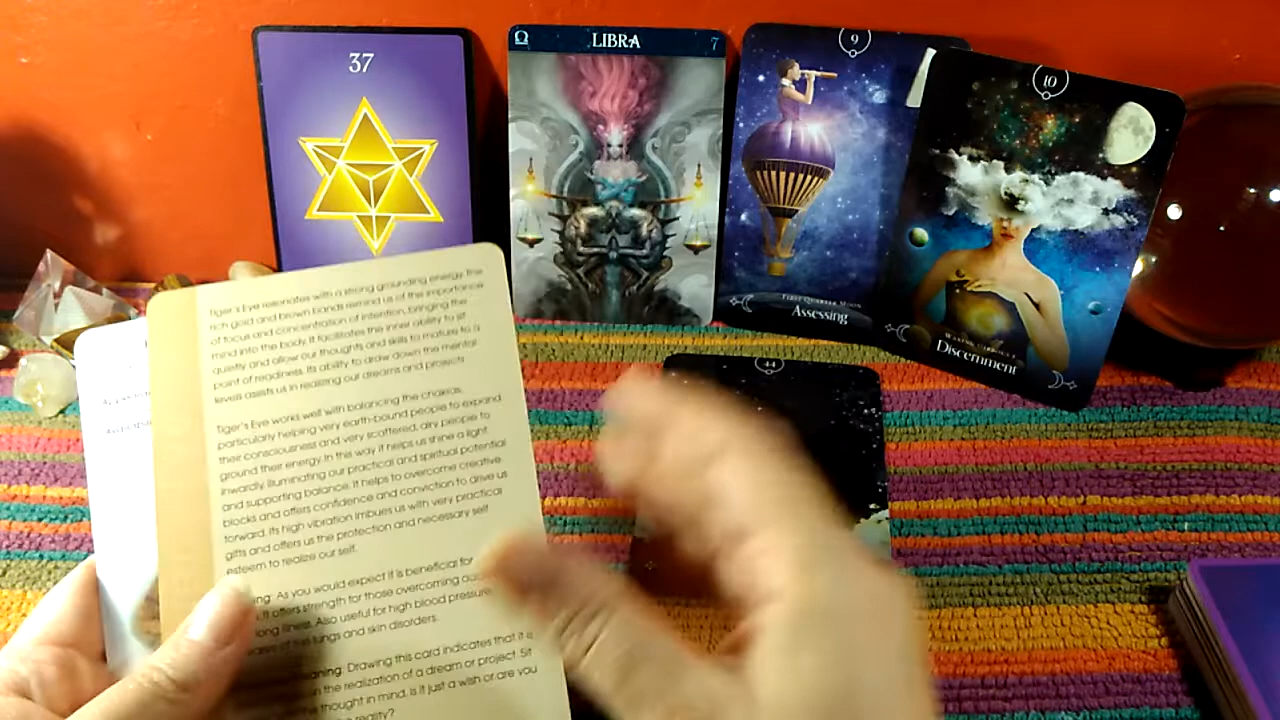 37
LIBRA
7
9
FIRST QUARTER MOON
Assessing
10
Discernment
44
Tiger's Eye resonates with a strong grounding energy. The
rich gold and brown bands remind us of the importance
of focus and concentration of intention, bringing the
mind into the body. It facilitates the inner ability to sit
quietly and allow our thoughts and skills to mature to a
point of readiness. Its ability to draw down the mental
levels assists us in realizing our dreams and projects.
Tiger's Eye works well with balancing the chakras,
particularly helping very earth-bound people to expand
their consciousness and very scattered, airy people to
ground their energy. In this way it helps us shine a light
inwardly, illuminating our practical and spiritual potential
and supporting balance. It helps to overcome creative
blocks and offers confidence and conviction to drive us
forward. Its high vibration imbues us with very practical
gifts and offers us the protection and necessary self
esteem to realize our self.
As you would expect it is beneficial for
It offers strength for those overcoming
long illness. Also useful for high blood pressure,
lungs and skin disorders.
Drawing this card indicates that
the realization of a dream or project. Sit
thought in mind. Is it just a wish or are you
reality?